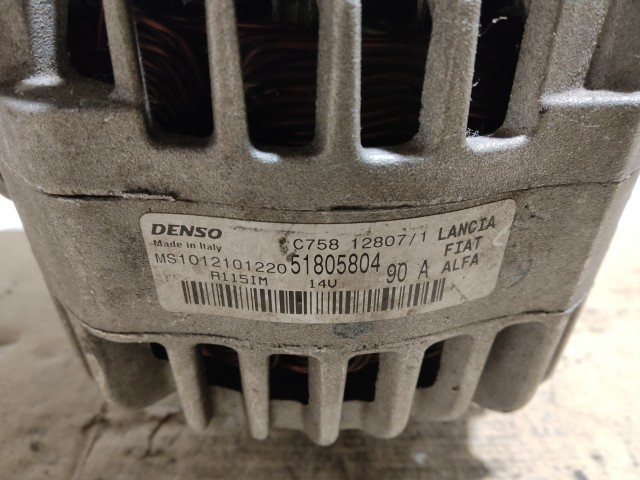 DENSO C758 12807/1 LANCIA
Made in Italy FIAT
MS1012101220 51805804 90 A ALFA
A115IM 14V